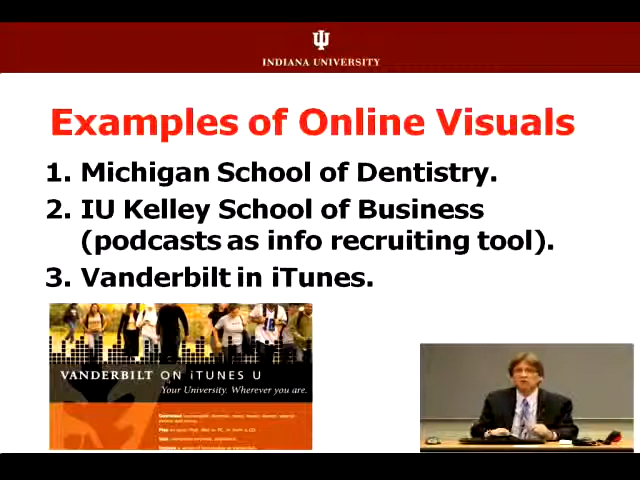 INDIANA UNIVERSITY
Examples of Online Visuals
1. Michigan School of Dentistry.
2. IU Kelley School of Business
(podcasts as info recruiting tool).
3. Vanderbilt in iTunes.
VANDERBILT ON iTUNES U
Your University. Wherever you are.